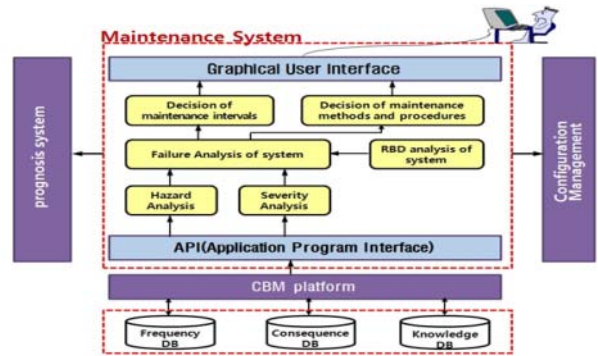 Maintenance System
Graphical User Interface
Decision of
maintenance intervals
Decision of maintenance
methods and procedures
Failure Analysis of system
RBD analysis of
system
Hazard
Analysis
Severity
Analysis
API(Application Program Interface)
prognosis system
Configuration
Management
CBM platform
Frequency
DB
Consequence
DB
Knowledge
DB